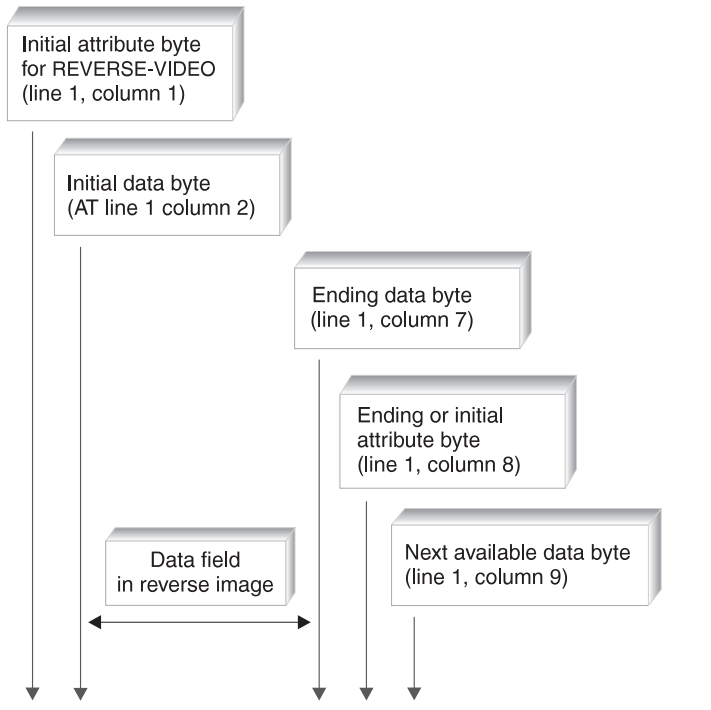 Initial attribute byte
for REVERSE-VIDEO
(line 1, column 1)
Initial data byte
(AT line 1 column 2)
Ending data byte
(line 1, column 7)
Ending or initial
attribute byte
(line 1, column 8)
Data field
in reverse image
Next available data byte
(line 1, column 9)